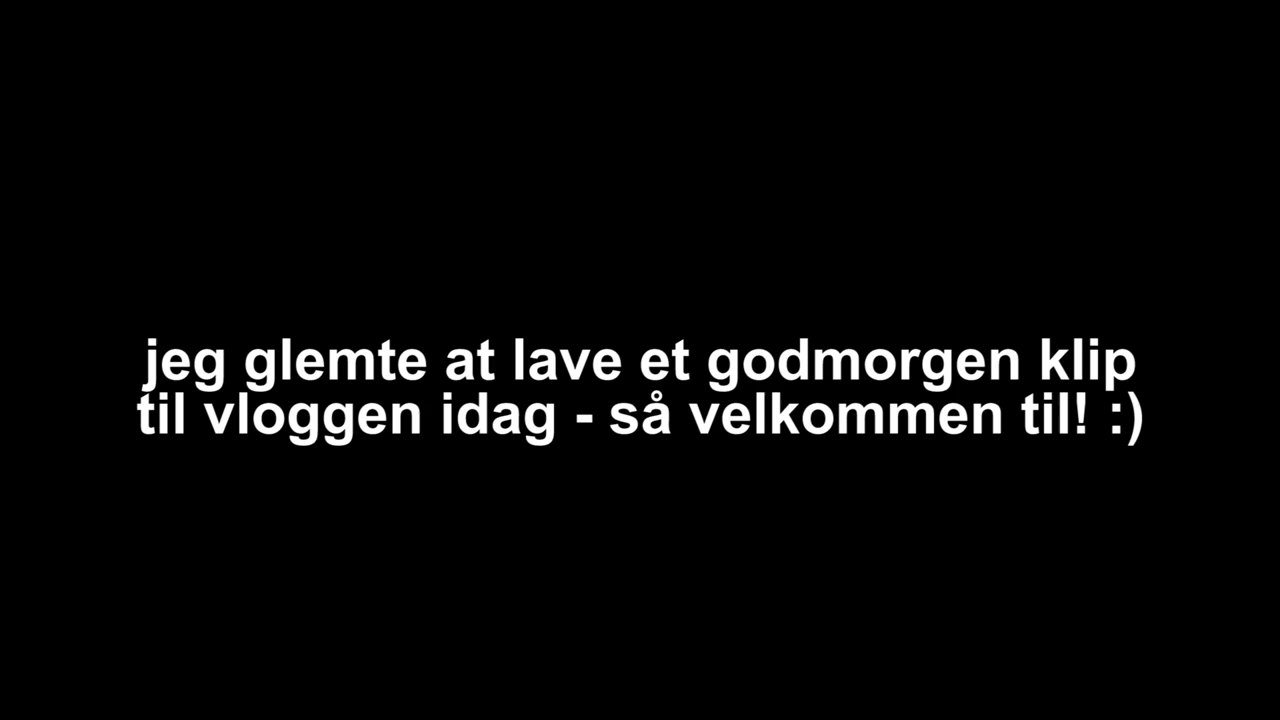 jeg glemte at lave et godmorgen klip
til vloggen idag - så velkommen til! :)